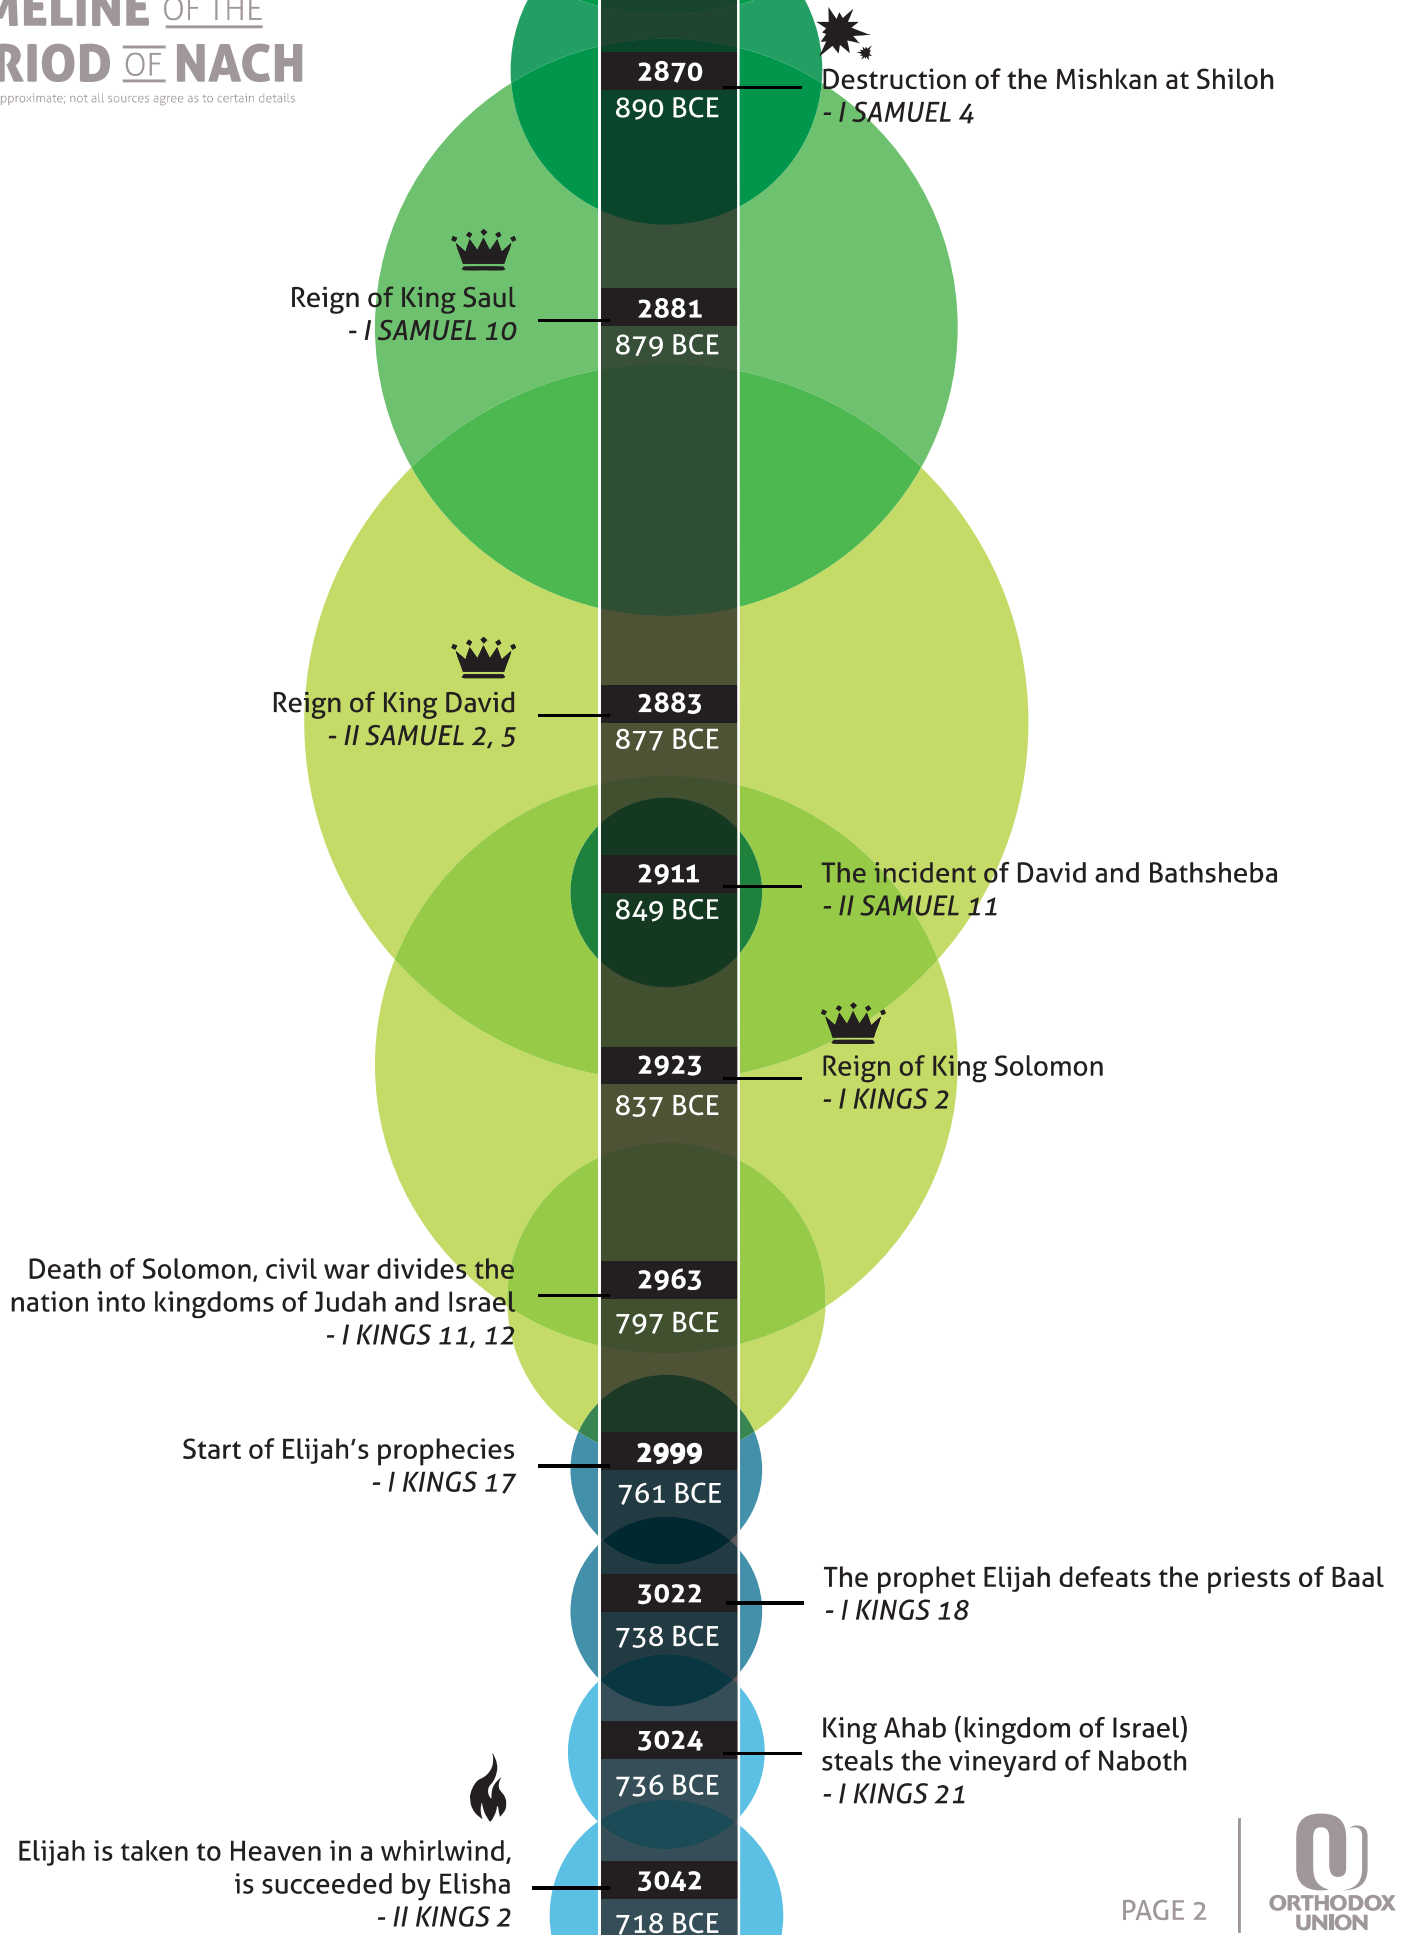 MELINE OF THE
RIOD OF NACH
pproximate; not all sources agree as to certain details
2870
890 BCE
Destruction of the Mishkan at Shiloh
- I SAMUEL 4
Reign of King Saul
- I SAMUEL 10
2881
879 BCE
Reign of King David
- II SAMUEL 2, 5
2883
877 BCE
2911
849 BCE
The incident of David and Bathsheba
- II SAMUEL 11
2923
837 BCE
Reign of King Solomon
- I KINGS 2
Death of Solomon, civil war divides the
nation into kingdoms of Judah and Israel
- I KINGS 11, 12
2963
797 BCE
Start of Elijah's prophecies
- I KINGS 17
2999
761 BCE
3022
738 BCE
The prophet Elijah defeats the priests of Baal
- I KINGS 18
3024
736 BCE
King Ahab (kingdom of Israel)
steals the vineyard of Naboth
- I KINGS 21
Elijah is taken to Heaven in a whirlwind,
is succeeded by Elisha
- II KINGS 2
3042
718 BCE
PAGE 2
ORTHODOX
UNION